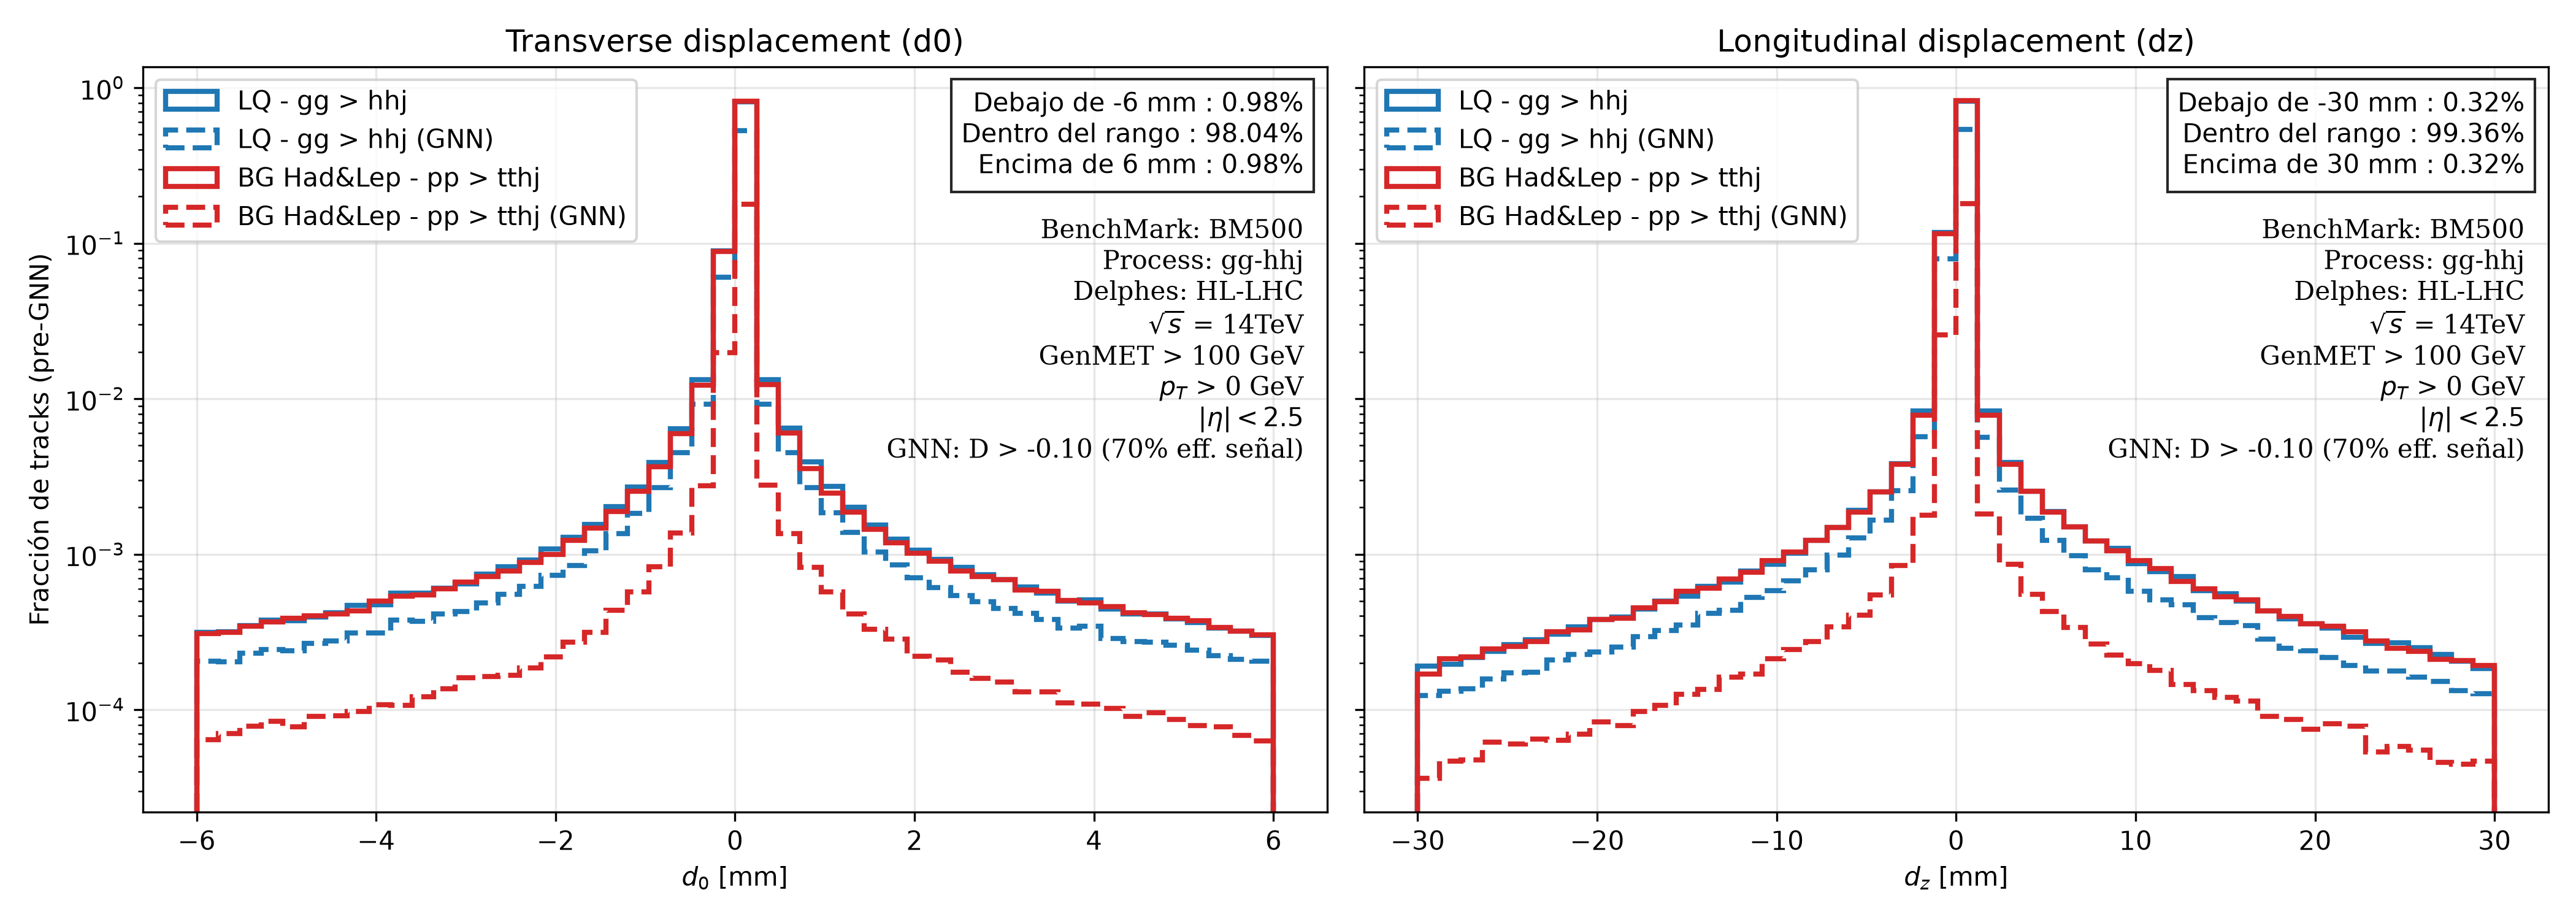 Transverse displacement (d0)
LQ - gg > hhj
LQ - gg > hhj (GNN)
BG Had&Lep - pp > tthj
BG Had&Lep - pp > tthj (GNN)
Debajo de -6 mm : 0.98%
Dentro del rango : 98.04%
Encima de 6 mm : 0.98%
BenchMark: BM500
Process: gg-hhj
Delphes: HL-LHC
√s = 14TeV
GenMET > 100 GeV
p_T > 0 GeV
|η| < 2.5
GNN: D > -0.10 (70% eff. señal)
Fracción de tracks (pre-GNN)
10⁰
10⁻¹
10⁻²
10⁻³
10⁻⁴
−6 −4 −2 0 2 4 6
d₀ [mm]
Longitudinal displacement (dz)
LQ - gg > hhj
LQ - gg > hhj (GNN)
BG Had&Lep - pp > tthj
BG Had&Lep - pp > tthj (GNN)
Debajo de -30 mm : 0.32%
Dentro del rango : 99.36%
Encima de 30 mm : 0.32%
BenchMark: BM500
Process: gg-hhj
Delphes: HL-LHC
√s = 14TeV
GenMET > 100 GeV
p_T > 0 GeV
|η| < 2.5
GNN: D > -0.10 (70% eff. señal)
−30 −20 −10 0 10 20 30
d_z [mm]